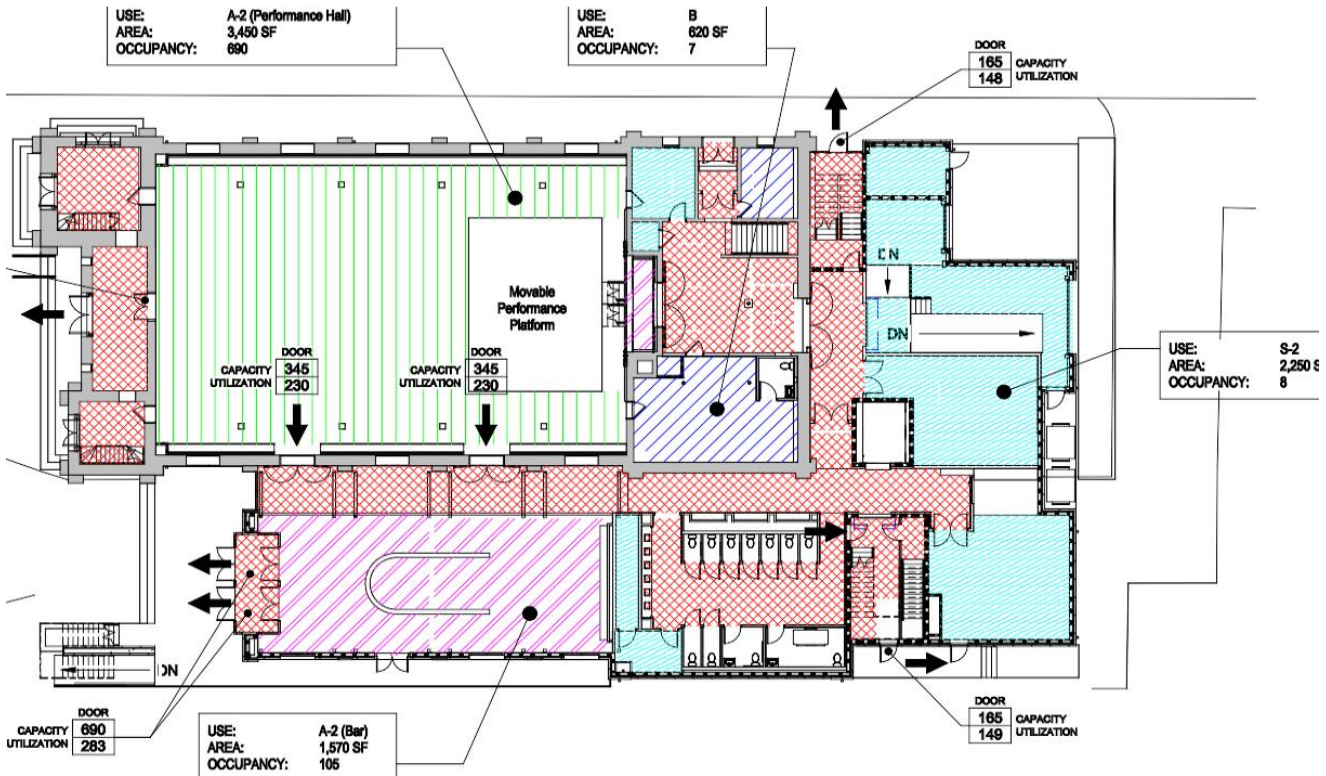 USE: A-2 (Performance Hall)
AREA: 3,450 SF
OCCUPANCY: 690
USE: B
AREA: 620 SF
OCCUPANCY: 7
DOOR
165 CAPACITY
148 UTILIZATION
DN
Movable
Performance
Platform
DN
DOOR
CAPACITY 345
UTILIZATION 230
DOOR
CAPACITY 345
UTILIZATION 230
USE: S-2
AREA: 2,250 S
OCCUPANCY: 8
DN
DOOR
CAPACITY 690
UTILIZATION 283
USE: A-2 (Bar)
AREA: 1,570 SF
OCCUPANCY: 105
DOOR
165 CAPACITY
149 UTILIZATION